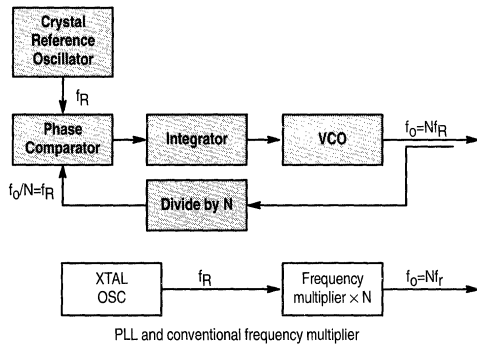 Crystal
Reference
Oscillator
fR
Phase
Comparator
Integrator
VCO
fo=NfR
fo/N=fR
Divide by N
XTAL
OSC
fR
Frequency
multiplier × N
fo=Nfr
PLL and conventional frequency multiplier